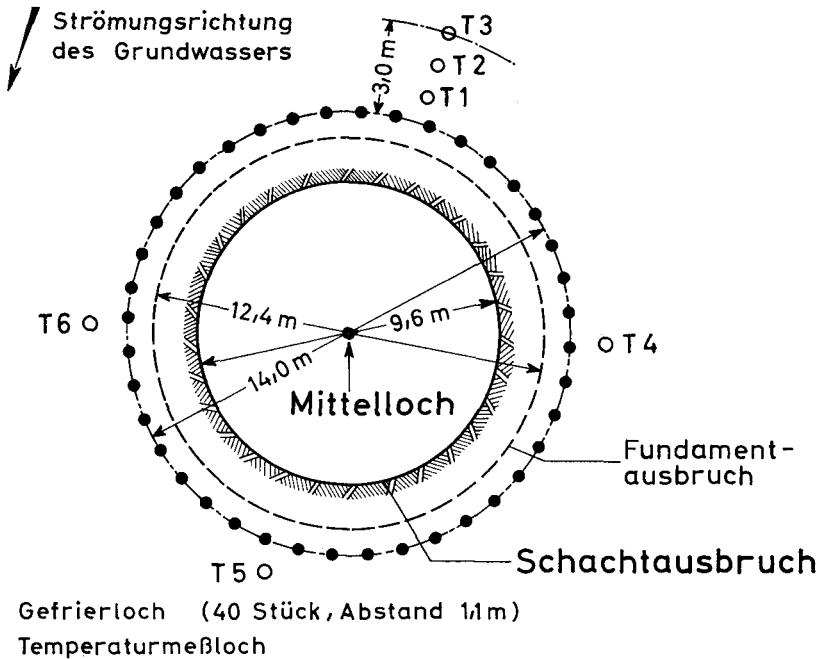 Strömungsrichtung
des Grundwassers
T3
T2
T1
3,0 m
T6
12,4 m
9,6 m
T4
14,0 m
Mittelloch
Fundament-
ausbruch
Schachtausbruch
T5
Gefrierloch (40 Stück, Abstand 1,1 m)
Temperaturmeßloch